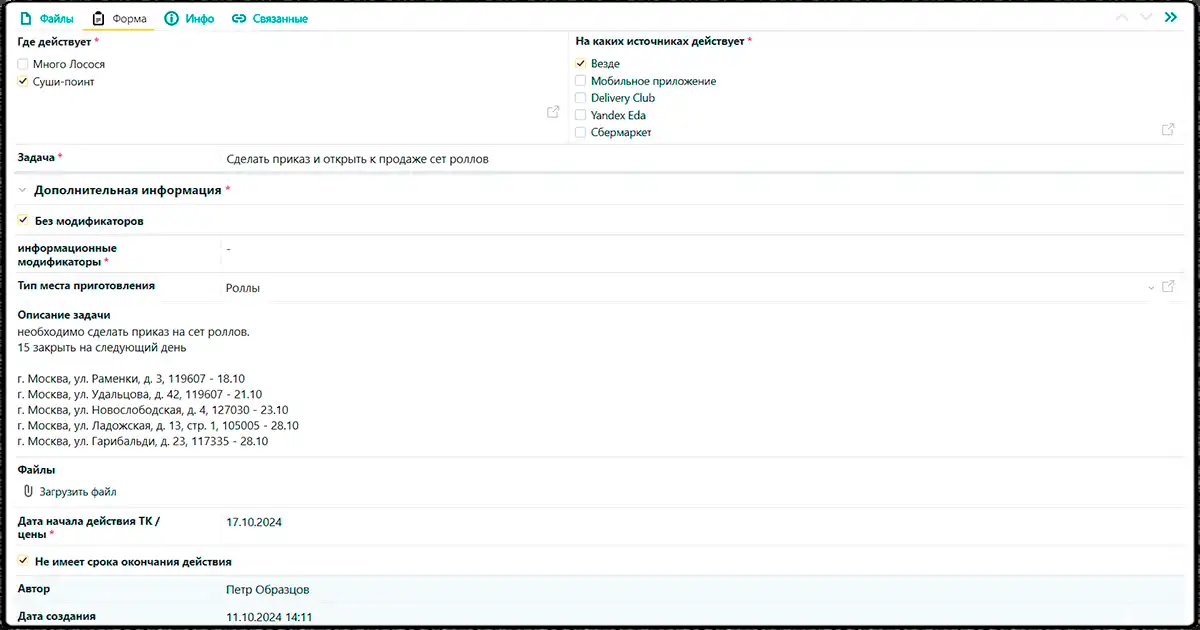 Файлы Форма Инфо Связанные
Где действует *
Много Лосося
Суши-поинт
На каких источниках действует *
Везде
Мобильное приложение
Delivery Club
Yandex Eda
Сбермаркет
Задача * Сделать приказ и открыть к продаже сет роллов
Дополнительная информация *
Без модификаторов
информационные
модификаторы * -
Тип места приготовления Роллы
Описание задачи
необходимо сделать приказ на сет роллов.
15 закрыть на следующий день
г. Москва, ул. Раменки, д. 3, 119607 - 18.10
г. Москва, ул. Удальцова, д. 42, 119607 - 21.10
г. Москва, ул. Новослободская, д. 4, 127030 - 23.10
г. Москва, ул. Ладожская, д. 13, стр. 1, 105005 - 28.10
г. Москва, ул. Гарибальди, д. 23, 117335 - 28.10
Файлы
Загрузить файл
Дата начала действия ТК /
цены * 17.10.2024
Не имеет срока окончания действия
Автор Петр Образцов
Дата создания 11.10.2024 14:11